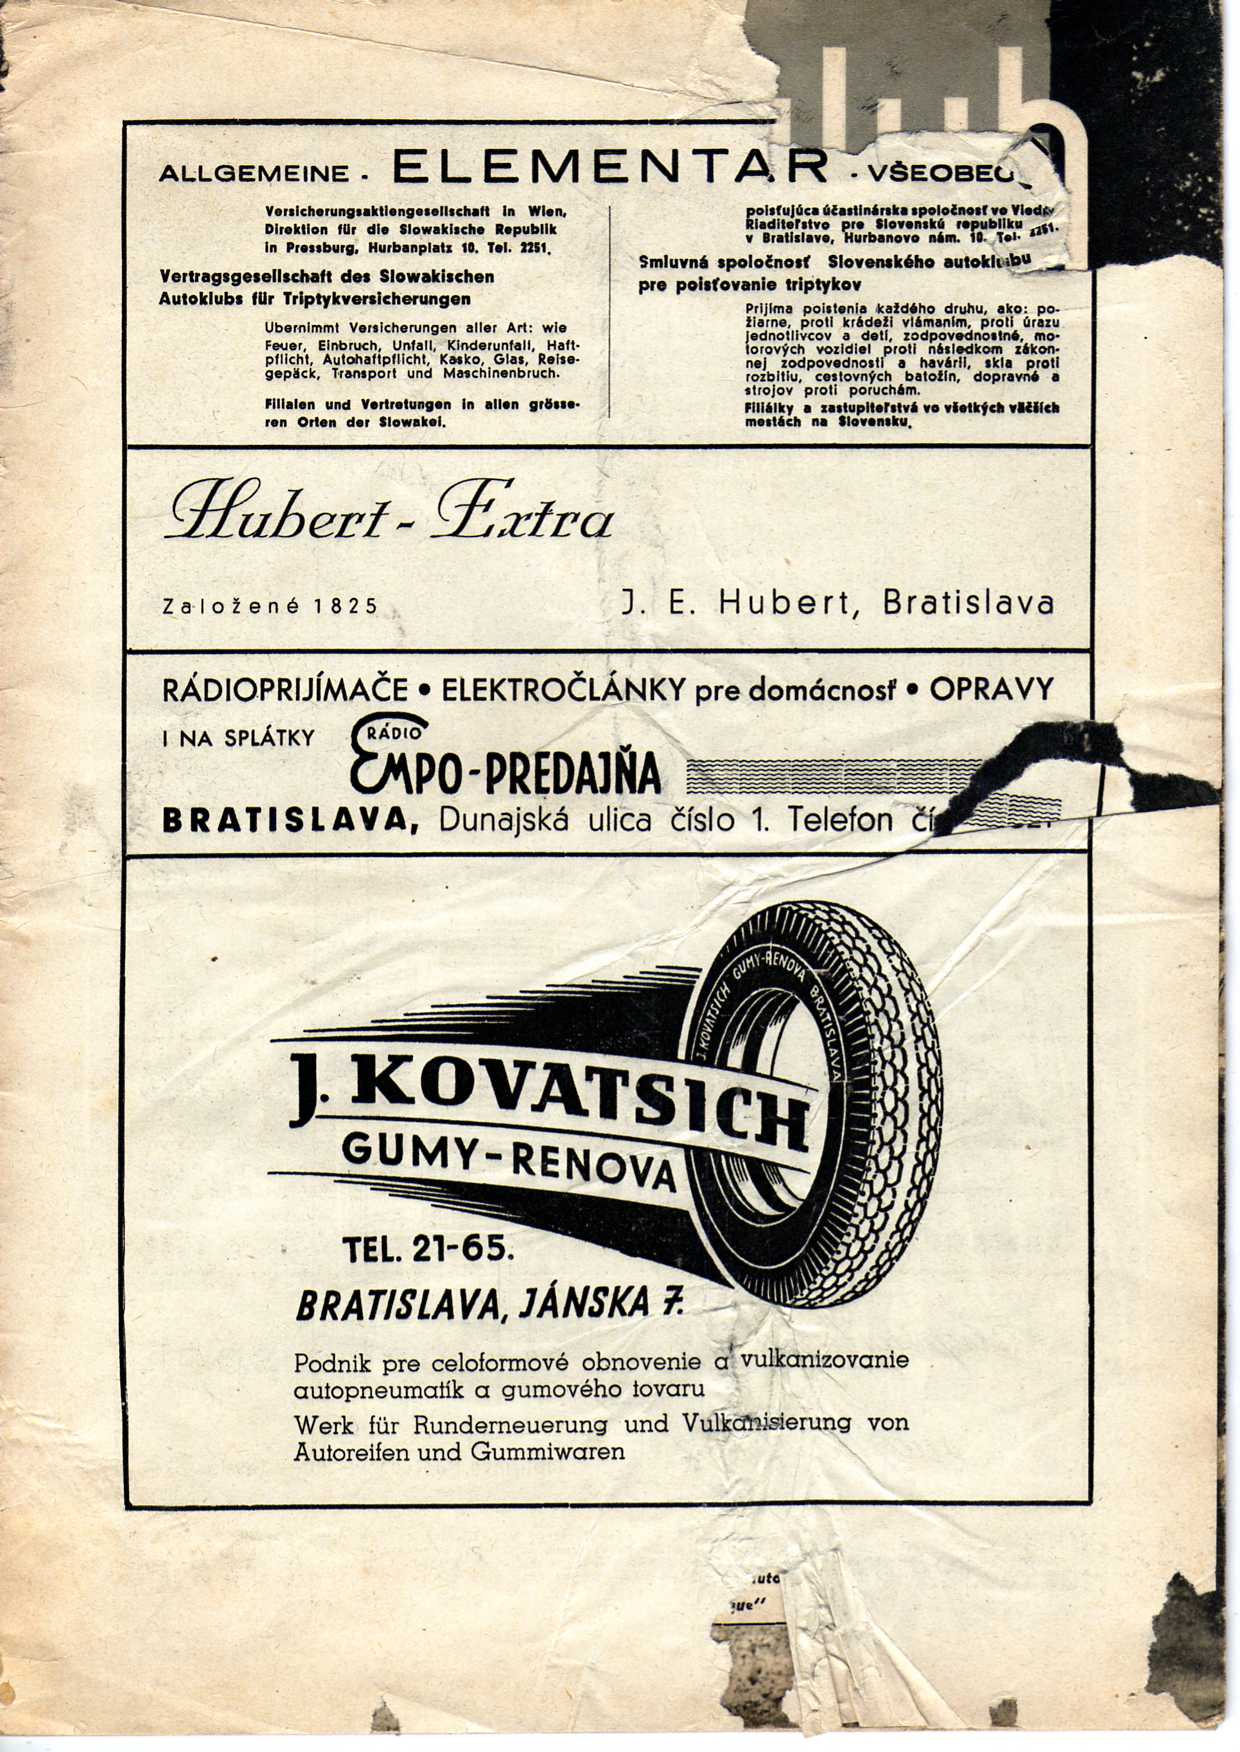 club
ALLGEMEINE - ELEMENTAR - VŠEOBEC
Versicherungsaktiengesellschaft in Wien,
Direktion für die Slowakische Republik
in Pressburg, Hurbanplatz 10. Tel. 2251.
Vertragsgesellschaft des Slowakischen
Autoklubs für Triptykversicherungen
Übernimmt Versicherungen aller Art: wie
Feuer, Einbruch, Unfall, Kinderunfall, Haft-
pflicht, Autohaftpflicht, Kasko, Glas, Reise-
gepäck, Transport und Maschinenbruch.
Filialen und Vertretungen in allen grösse-
ren Orten der Slowakei.
poisťujúca účastinárska spoločnosť vo Viedni
Riaditeľstvo pre Slovenskú republiku
v Bratislave, Hurbanovo nám. 10. Tel. 2251.
Smluvná spoločnosť Slovenského autoklubu
pre poisťovanie triptykov
Prijíma poistenia každého druhu, ako: po-
žiarne, proti krádeži vlámaním, proti úrazu
jednotlivcov a detí, zodpovednostné, mo-
torových vozidiel proti následkom zákon-
nej zodpovednosti a havárii, skla proti
rozbitiu, cestovných batožín, dopravné a
strojov proti poruchám.
Filiálky a zastupiteľstvá vo všetkých väčších
mestách na Slovensku.
Hubert - Extra
Založené 1825
J. E. Hubert, Bratislava
RÁDIOPRIJÍMAČE • ELEKTROČLÁNKY pre domácnosť • OPRAVY
I NA SPLÁTKY
RÁDIO
EMPO-PREDAJŇA
BRATISLAVA, Dunajská ulica číslo 1. Telefon čí
J. KOVATSICH GUMY-RENOVA BRATISLAVA
J. KOVATSICH
GUMY-RENOVA
TEL. 21-65.
BRATISLAVA, JÁNSKA 7.
Podnik pre celoformové obnovenie a vulkanizovanie
autopneumatík a gumového tovaru
Werk für Runderneuerung und Vulkanisierung von
Autoreifen und Gummiwaren